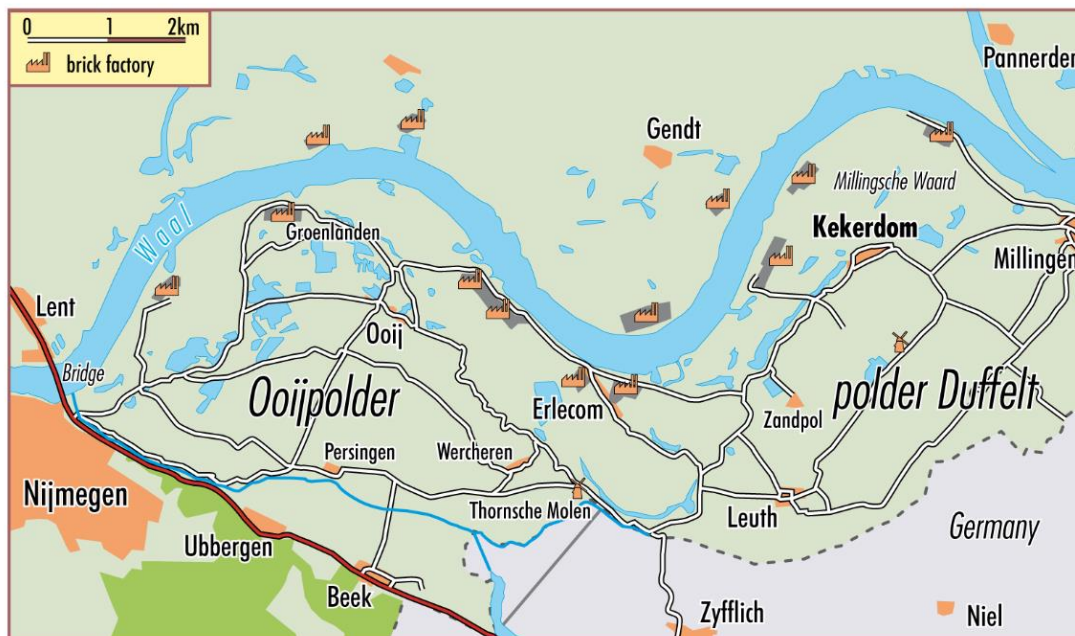 0 1 2km
brick factory
Pannerden
Gendt
Millingsche Waard
Waal
Groenlanden
Kekerdom
Millingen
Lent
Ooij
Bridge
Ooijpolder
Erlecom
polder Duffelt
Zandpol
Persingen
Wercheren
Nijmegen
Thornsche Molen
Leuth
Germany
Ubbergen
Beek
Zyfflich
Niel